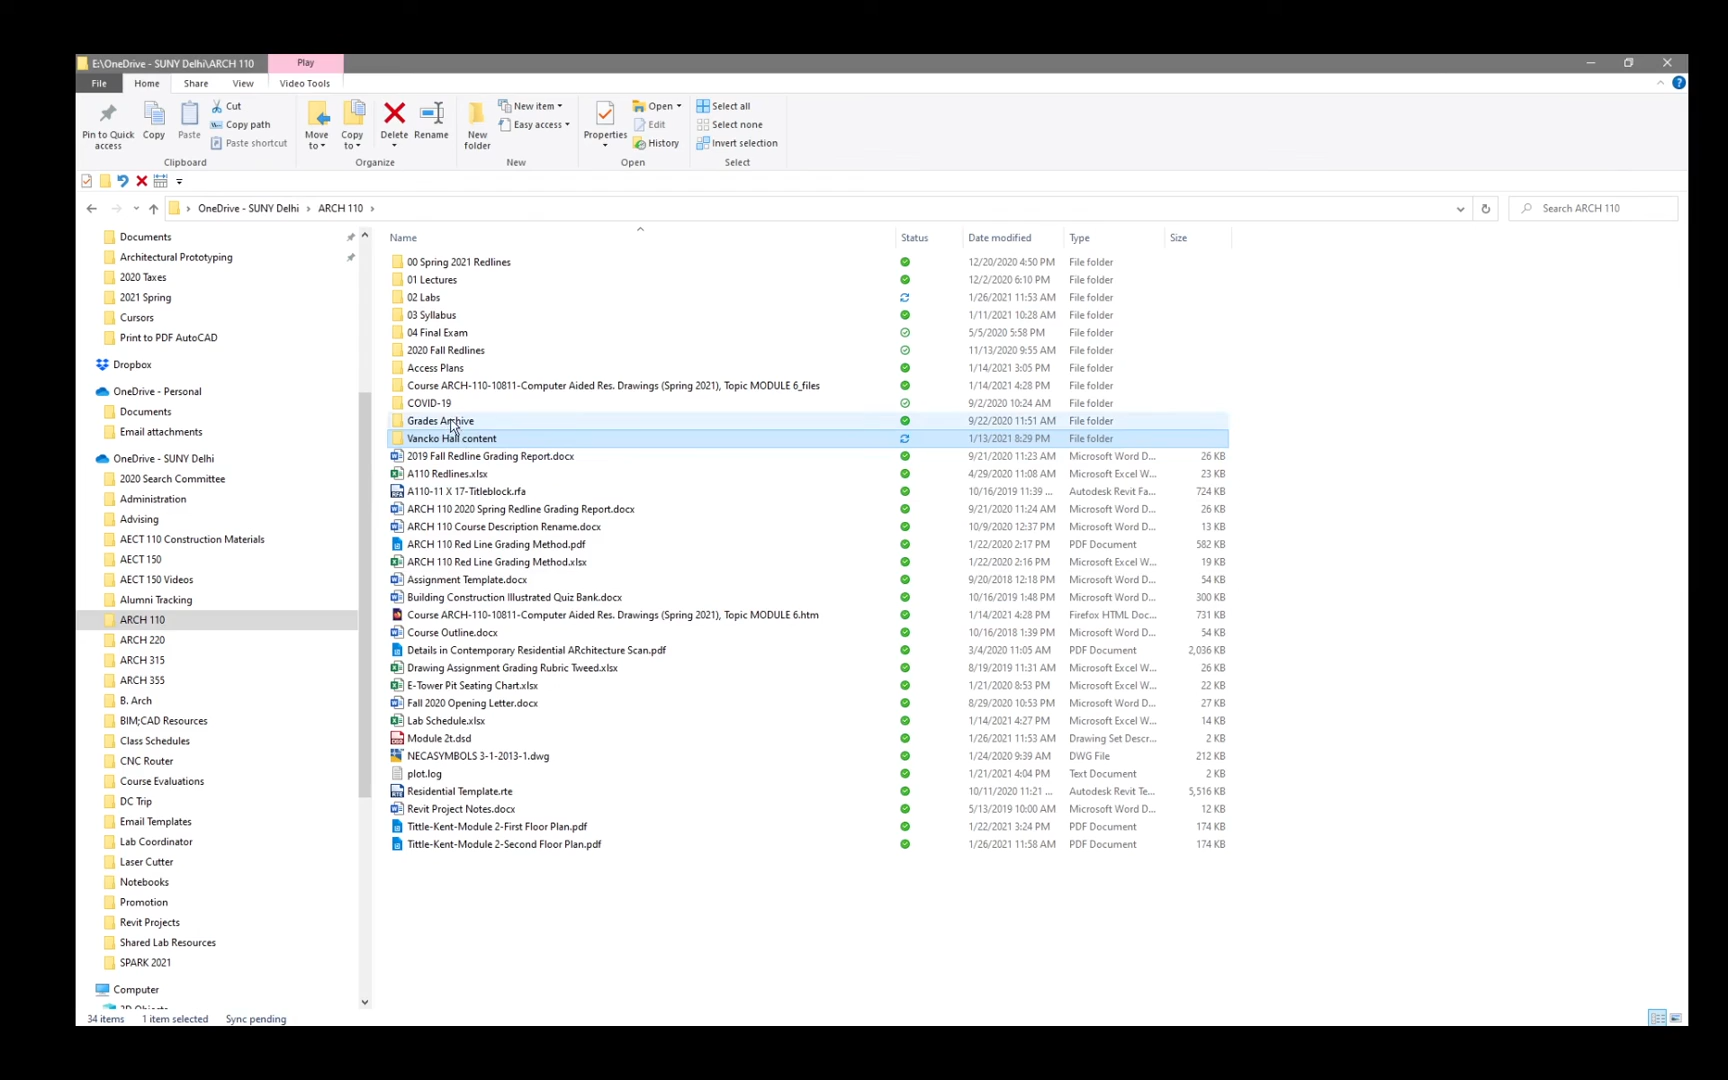 E:\OneDrive - SUNY Delhi\ARCH 110 Play
File Home Share View Video Tools
Pin to Quick access
Copy
Paste
Cut
Copy path
Paste shortcut
Clipboard
Move to
Copy to
Delete
Rename
Organize
New folder
New item
Easy access
New
Properties
Open
Edit
History
Open
Select all
Select none
Invert selection
Select
OneDrive - SUNY Delhi > ARCH 110 >
Search ARCH 110
Documents
Architectural Prototyping
2020 Taxes
2021 Spring
Cursors
Print to PDF AutoCAD
Dropbox
OneDrive - Personal
Documents
Email attachments
OneDrive - SUNY Delhi
2020 Search Committee
Administration
Advising
AECT 110 Construction Materials
AECT 150
AECT 150 Videos
Alumni Tracking
ARCH 110
ARCH 220
ARCH 315
ARCH 355
B. Arch
BIM;CAD Resources
Class Schedules
CNC Router
Course Evaluations
DC Trip
Email Templates
Lab Coordinator
Laser Cutter
Notebooks
Promotion
Revit Projects
Shared Lab Resources
SPARK 2021
Computer
Name Status Date modified Type Size
00 Spring 2021 Redlines 12/20/2020 4:50 PM File folder
01 Lectures 12/2/2020 6:10 PM File folder
02 Labs 1/26/2021 11:53 AM File folder
03 Syllabus 1/11/2021 10:28 AM File folder
04 Final Exam 5/5/2020 5:58 PM File folder
2020 Fall Redlines 11/13/2020 9:55 AM File folder
Access Plans 1/14/2021 3:05 PM File folder
Course ARCH-110-10811-Computer Aided Res. Drawings (Spring 2021), Topic MODULE 6_files 1/14/2021 4:28 PM File folder
COVID-19 9/2/2020 10:24 AM File folder
Grades Archive 9/22/2020 11:51 AM File folder
Vancko Hall content 1/13/2021 8:29 PM File folder
2019 Fall Redline Grading Report.docx 9/21/2020 11:23 AM Microsoft Word D... 26 KB
A110 Redlines.xlsx 4/29/2020 11:08 AM Microsoft Excel W... 23 KB
A110-11 X 17-Titleblock.rfa 10/16/2019 11:39 ... Autodesk Revit Fa... 724 KB
ARCH 110 2020 Spring Redline Grading Report.docx 9/21/2020 11:24 AM Microsoft Word D... 26 KB
ARCH 110 Course Description Rename.docx 10/9/2020 12:37 PM Microsoft Word D... 13 KB
ARCH 110 Red Line Grading Method.pdf 1/22/2020 2:17 PM PDF Document 582 KB
ARCH 110 Red Line Grading Method.xlsx 1/22/2020 2:16 PM Microsoft Excel W... 19 KB
Assignment Template.docx 9/20/2018 12:18 PM Microsoft Word D... 54 KB
Building Construction Illustrated Quiz Bank.docx 10/16/2019 1:48 PM Microsoft Word D... 300 KB
Course ARCH-110-10811-Computer Aided Res. Drawings (Spring 2021), Topic MODULE 6.htm 1/14/2021 4:28 PM Firefox HTML Doc... 731 KB
Course Outline.docx 10/16/2018 1:39 PM Microsoft Word D... 54 KB
Details in Contemporary Residential ARchitecture Scan.pdf 3/4/2020 11:05 AM PDF Document 2,036 KB
Drawing Assignment Grading Rubric Tweed.xlsx 8/19/2019 11:31 AM Microsoft Excel W... 26 KB
E-Tower Pit Seating Chart.xlsx 1/21/2020 8:53 PM Microsoft Excel W... 22 KB
Fall 2020 Opening Letter.docx 8/29/2020 10:53 PM Microsoft Word D... 27 KB
Lab Schedule.xlsx 1/14/2021 4:27 PM Microsoft Excel W... 14 KB
Module 2t.dsd 1/26/2021 11:53 AM Drawing Set Descr... 2 KB
NECASYMBOLS 3-1-2013-1.dwg 1/24/2020 9:39 AM DWG File 212 KB
plot.log 1/21/2021 4:04 PM Text Document 2 KB
Residential Template.rte 10/11/2020 11:21 ... Autodesk Revit Te... 5,516 KB
Revit Project Notes.docx 5/13/2019 10:00 AM Microsoft Word D... 12 KB
Tittle-Kent-Module 2-First Floor Plan.pdf 1/22/2021 3:24 PM PDF Document 174 KB
Tittle-Kent-Module 2-Second Floor Plan.pdf 1/26/2021 11:58 AM PDF Document 174 KB
34 items 1 item selected Sync pending